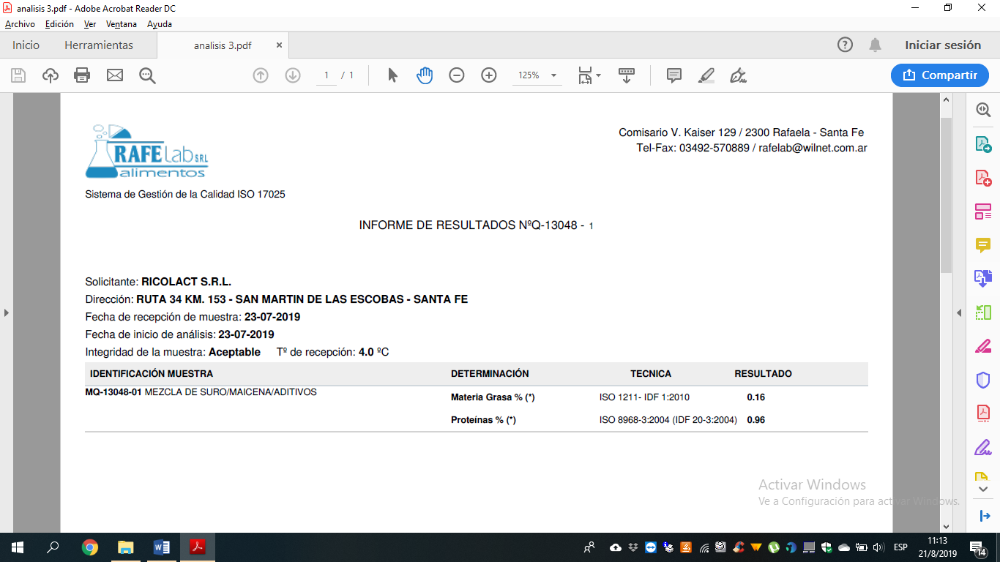 analisis 3.pdf - Adobe Acrobat Reader DC
Archivo Edición Ver Ventana Ayuda
Inicio Herramientas analisis 3.pdf × Iniciar sesión
1 / 1 125% Compartir
RAFELab SRL
alimentos
Comisario V. Kaiser 129 / 2300 Rafaela - Santa Fe
Tel-Fax: 03492-570889 / rafelab@wilnet.com.ar
Sistema de Gestión de la Calidad ISO 17025
INFORME DE RESULTADOS NºQ-13048 - 1
Solicitante: RICOLACT S.R.L.
Dirección: RUTA 34 KM. 153 - SAN MARTIN DE LAS ESCOBAS - SANTA FE
Fecha de recepción de muestra: 23-07-2019
Fecha de inicio de análisis: 23-07-2019
Integridad de la muestra: Aceptable Tº de recepción: 4.0 ºC
IDENTIFICACIÓN MUESTRA DETERMINACIÓN TECNICA RESULTADO
MQ-13048-01 MEZCLA DE SURO/MAICENA/ADITIVOS
Materia Grasa % (*) ISO 1211- IDF 1:2010 0.16
Proteínas % (*) ISO 8968-3:2004 (IDF 20-3:2004) 0.96
Activar Windows
Ve a Configuración para activar Windows.
ESP
11:13
21/8/2019
14